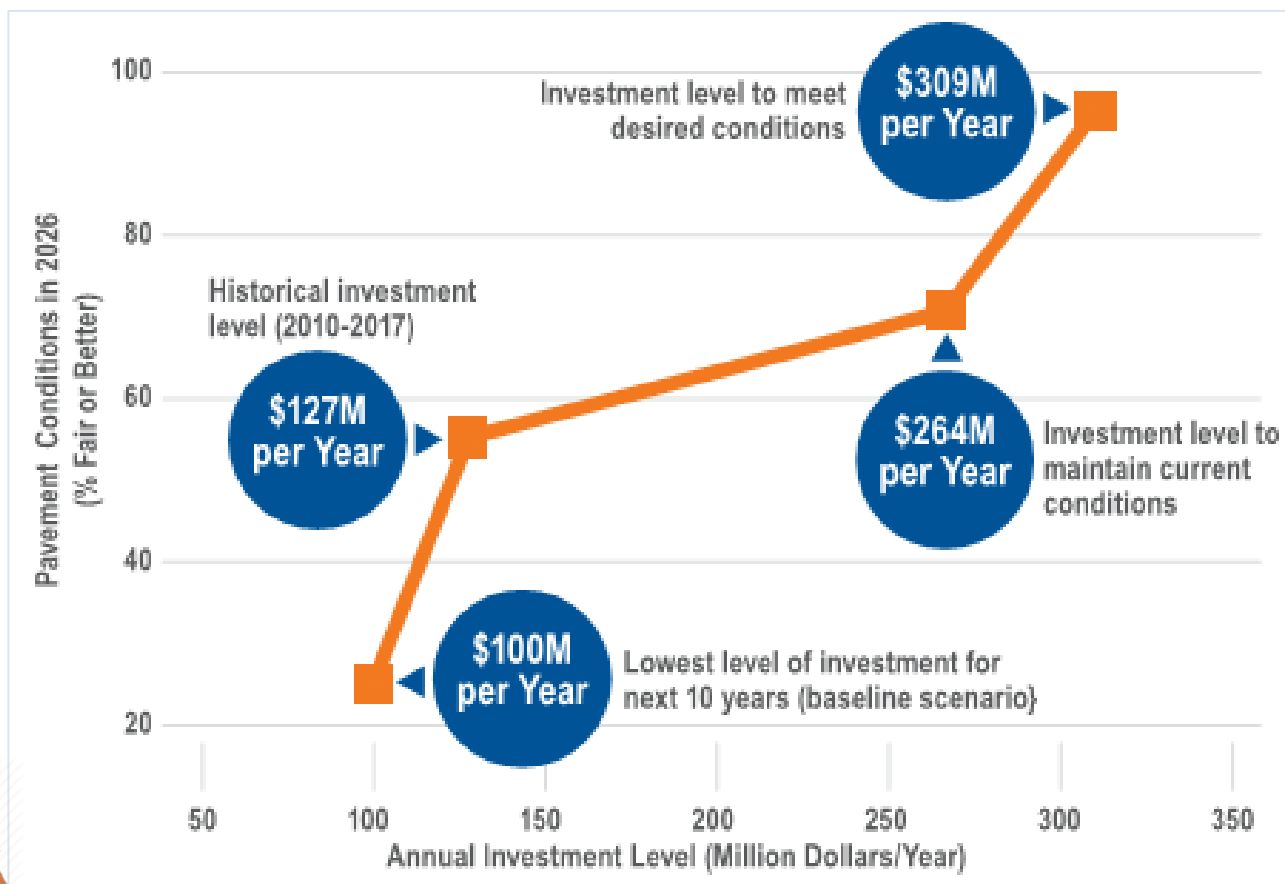 100
80
60
40
20
Pavement Conditions in 2026
(% Fair or Better)
Investment level to meet
desired conditions
$309M
per Year
Historical investment
level (2010-2017)
$127M
per Year
$264M
per Year
Investment level to
maintain current
conditions
$100M
per Year
Lowest level of investment for
next 10 years (baseline scenario}
50
100
150
200
250
300
350
Annual Investment Level (Million Dollars/Year)